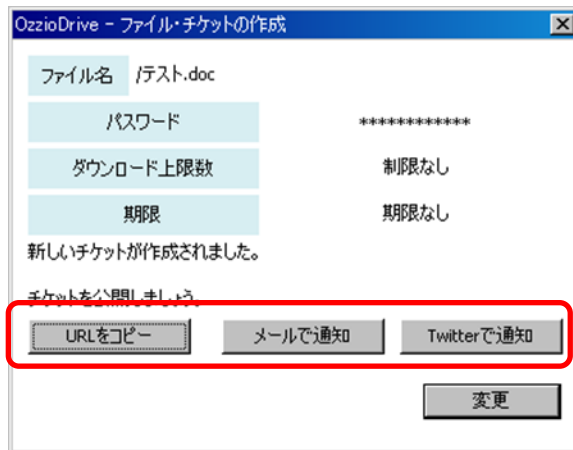 OzzioDrive - ファイル・チケットの作成
ファイル名 /テスト.doc
パスワード ************
ダウンロード上限数 制限なし
期限 期限なし
新しいチケットが作成されました。
チケットを公開しましょう。
URLをコピー メールで通知 Twitterで通知
変更